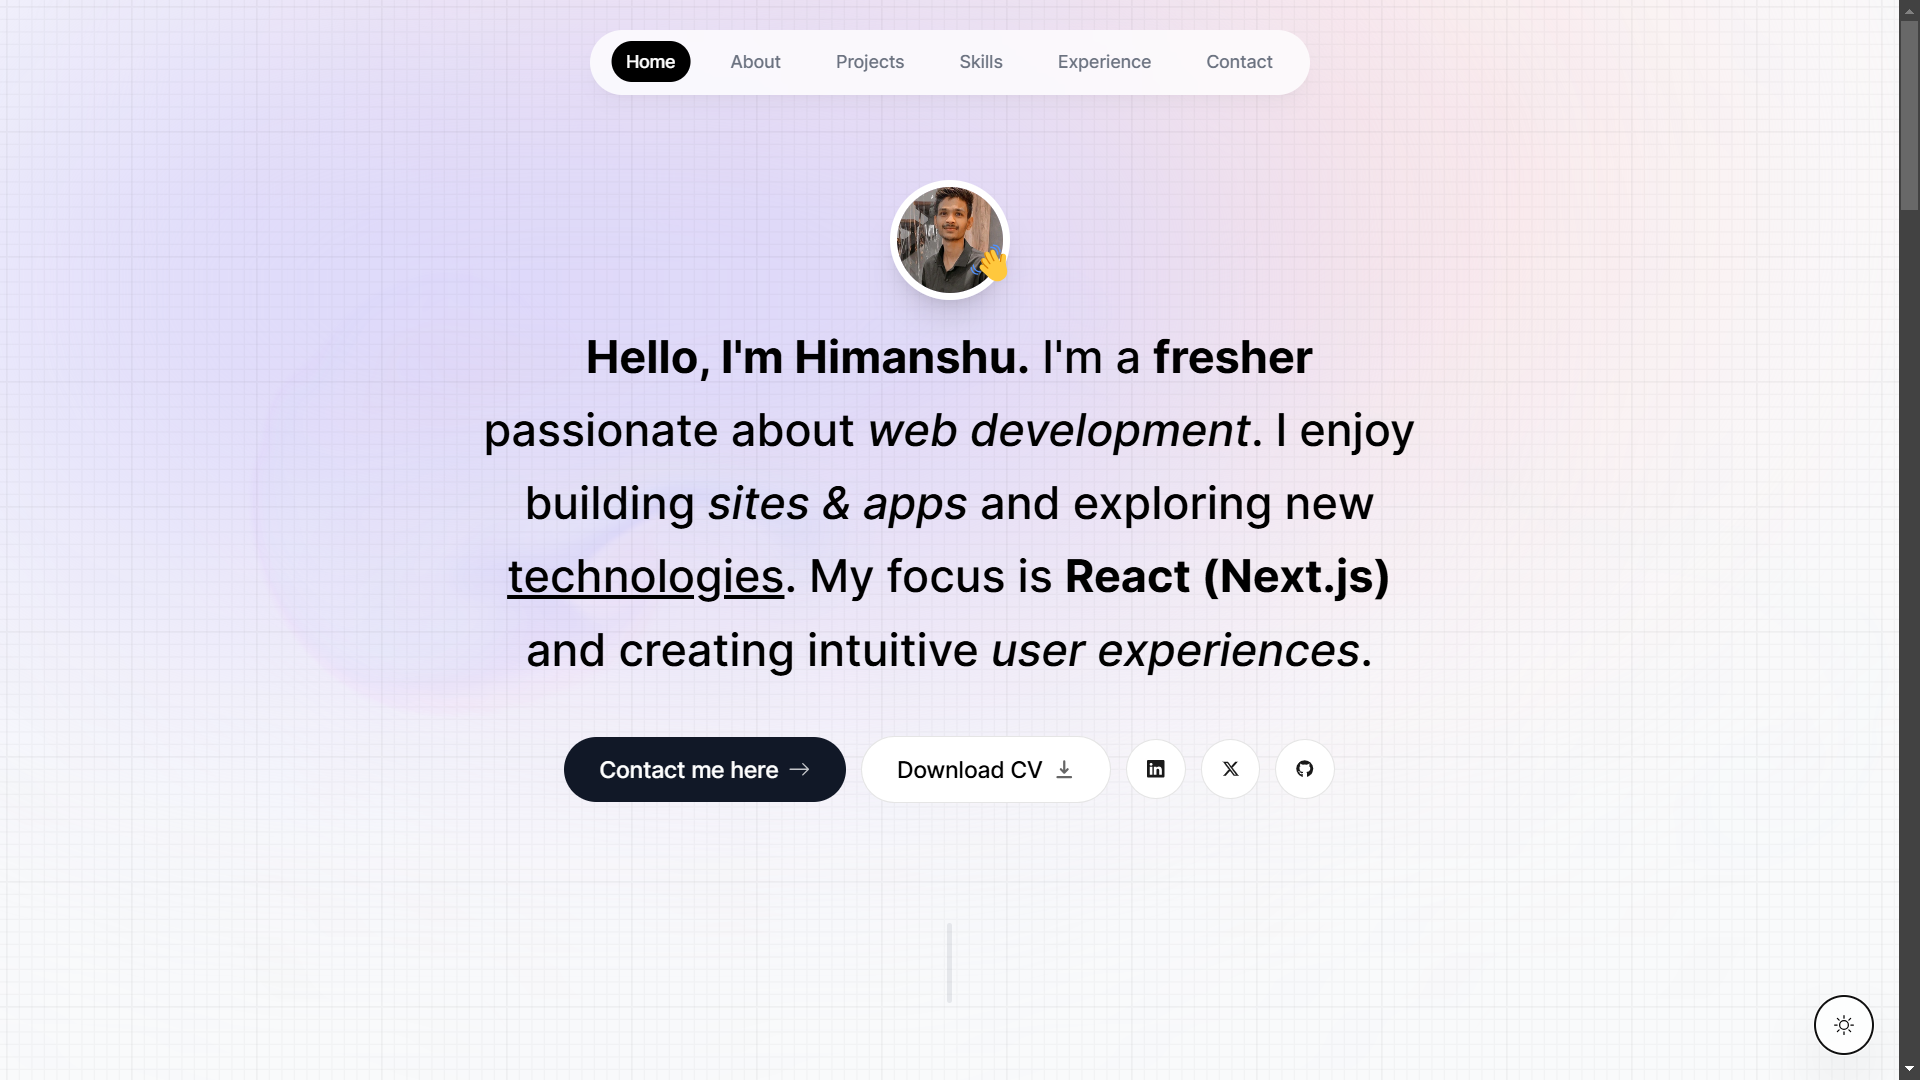 Home About Projects Skills Experience Contact
Hello, I'm Himanshu. I'm a fresher
passionate about web development. I enjoy
building sites & apps and exploring new
technologies. My focus is React (Next.js)
and creating intuitive user experiences.
Contact me here Download CV